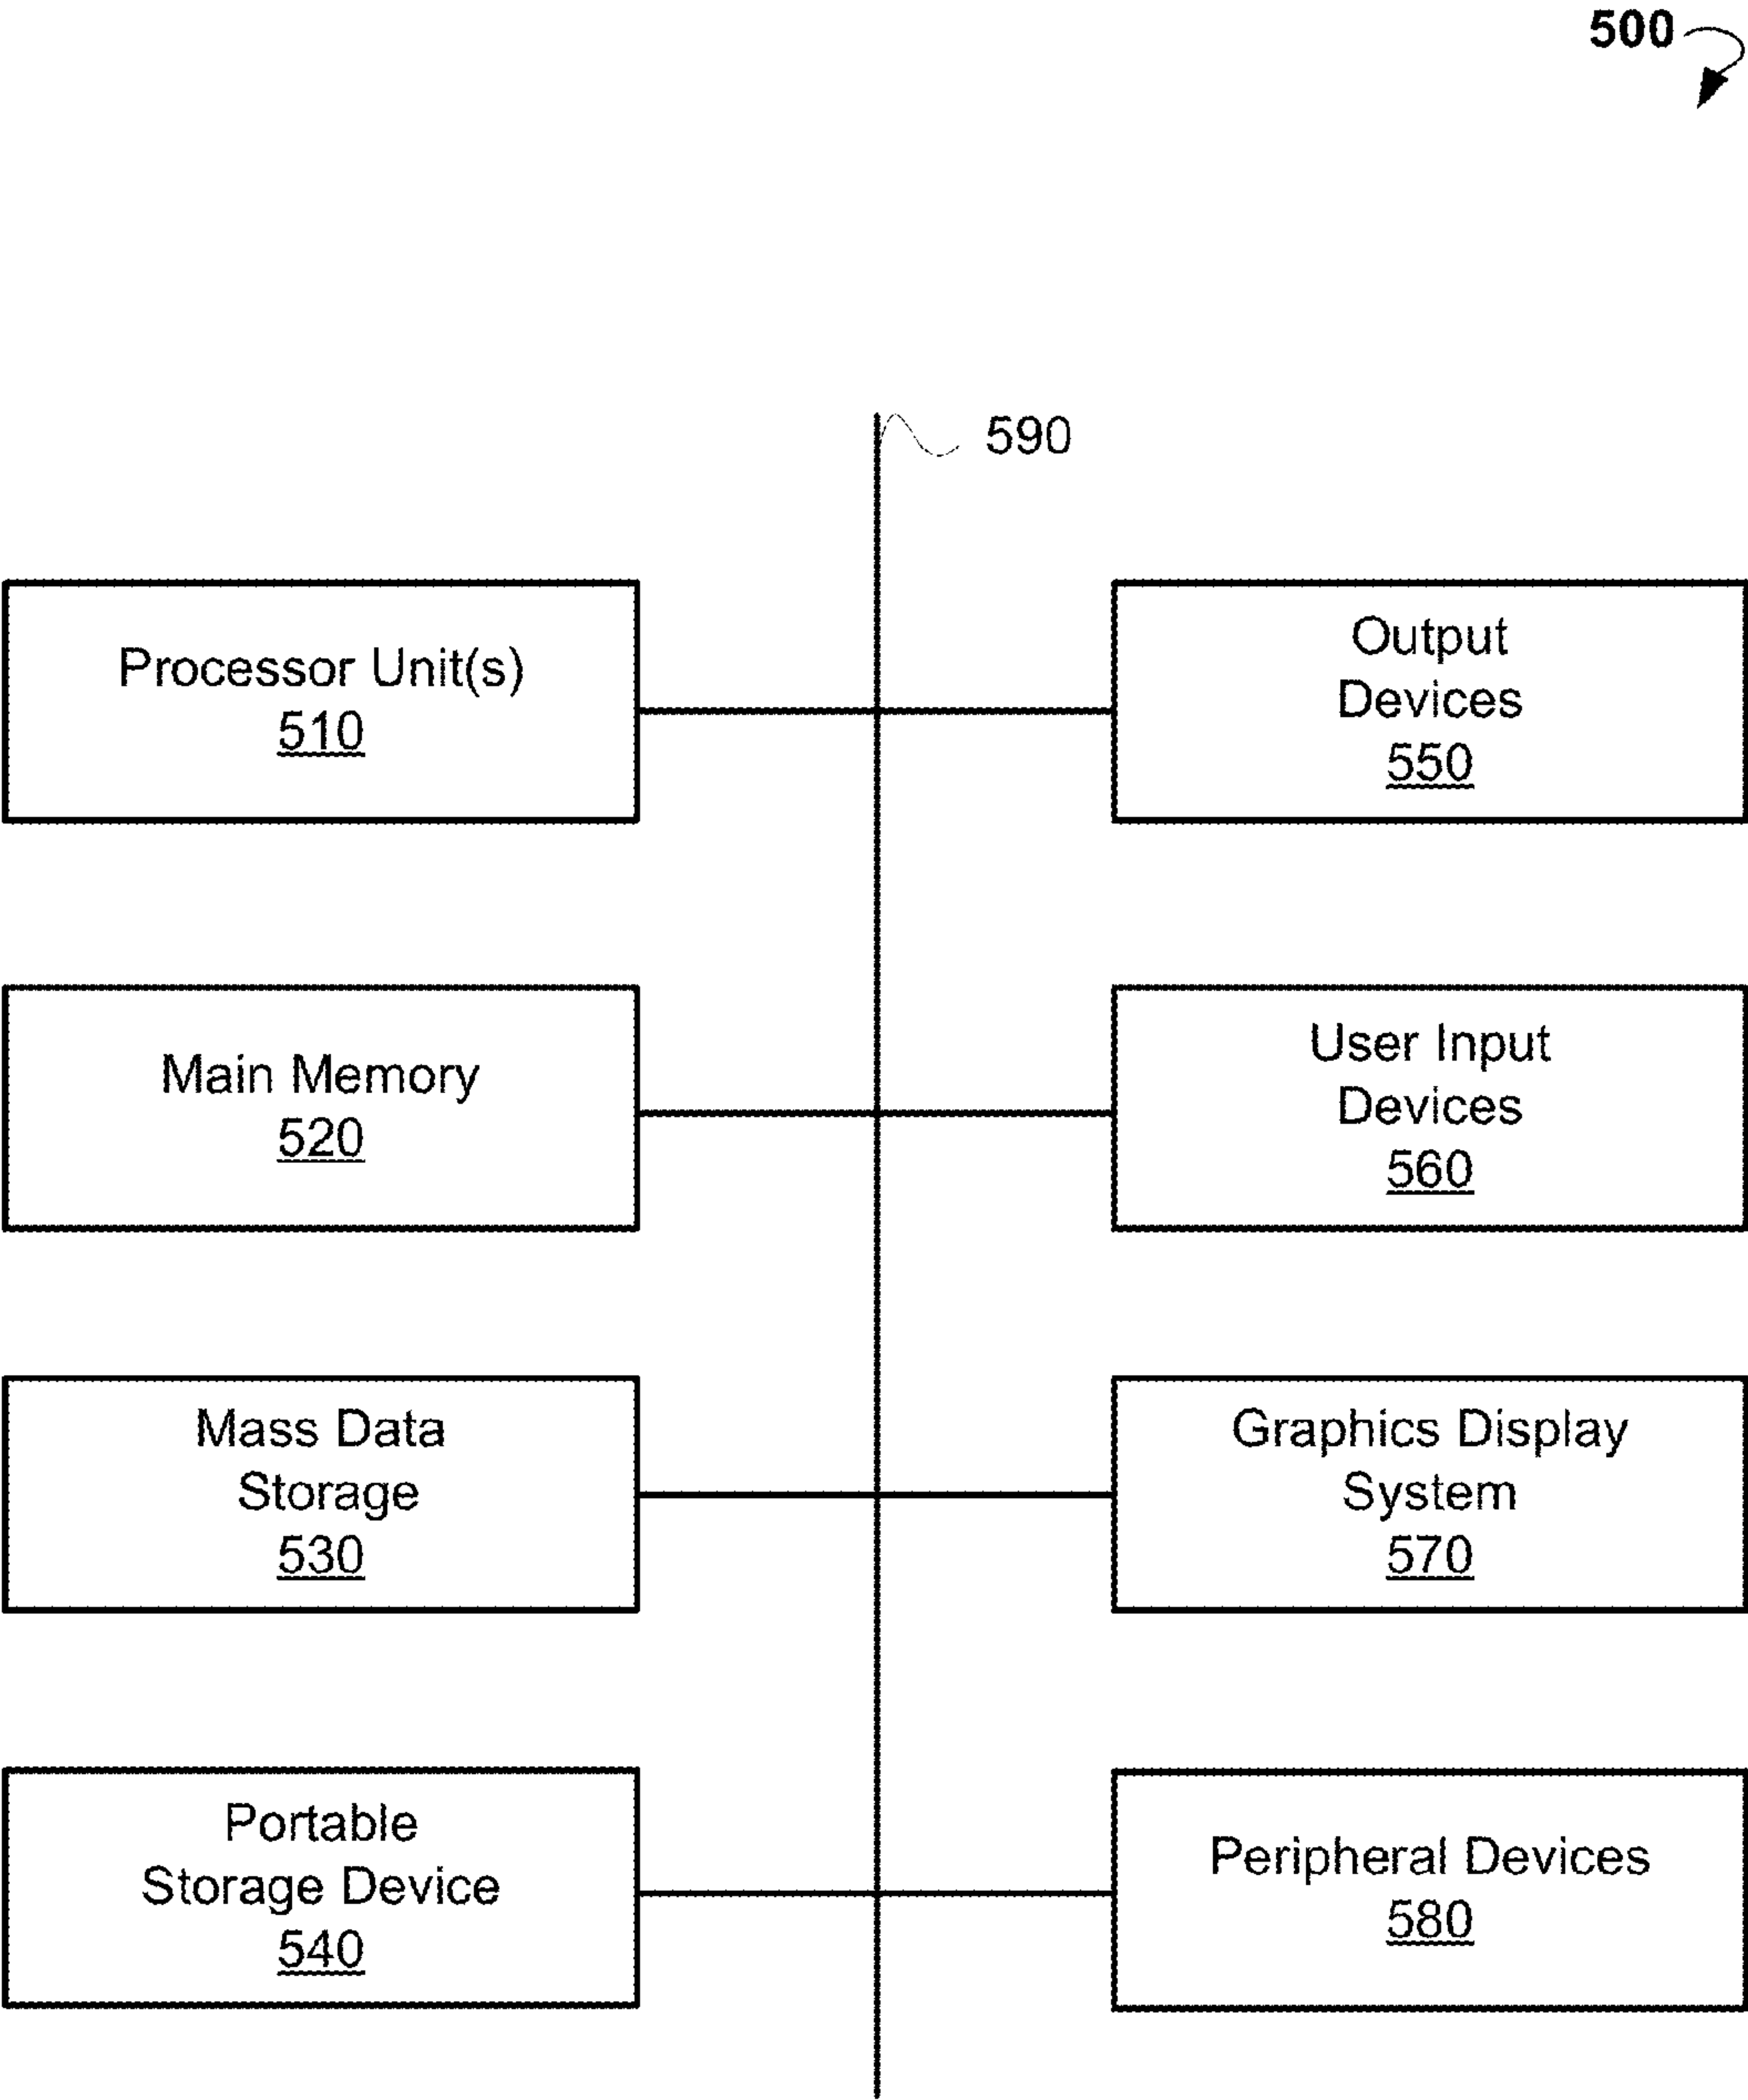 500
590
Processor Unit(s)
510
Output
Devices
550
Main Memory
520
User Input
Devices
560
Mass Data
Storage
530
Graphics Display
System
570
Portable
Storage Device
540
Peripheral Devices
580